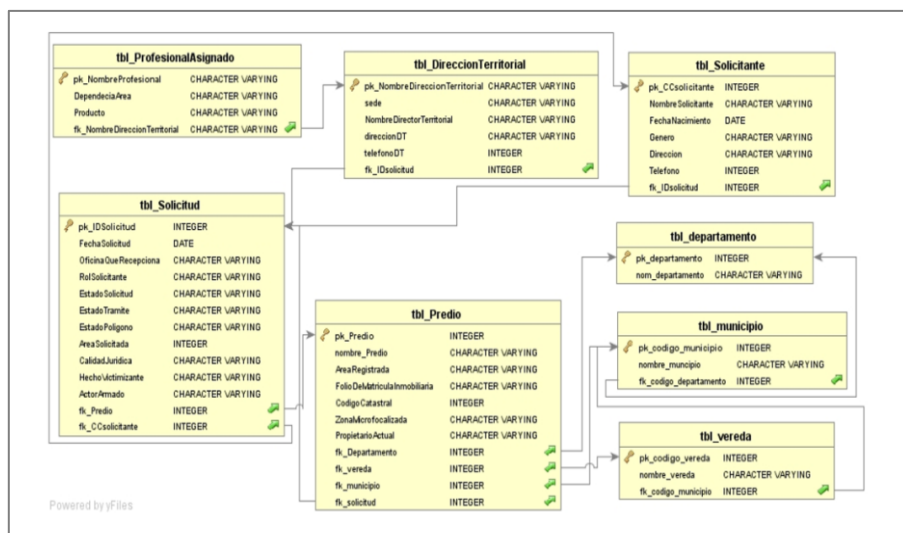 tbl_ProfesionalAsignado
pk_NombreProfesional CHARACTER VARYING
DependeciaArea CHARACTER VARYING
Producto CHARACTER VARYING
fk_NombreDireccionTerritorial CHARACTER VARYING
tbl_DireccionTerritorial
pk_NombreDireccionTerritorial CHARACTER VARYING
sede CHARACTER VARYING
NombreDirectorTerritorial CHARACTER VARYING
direccionDT CHARACTER VARYING
telefonoDT INTEGER
fk_IDsolicitud INTEGER
tbl_Solicitante
pk_CCsolicitante INTEGER
NombreSolicitante CHARACTER VARYING
FechaNacimiento DATE
Genero CHARACTER VARYING
Direccion CHARACTER VARYING
Telefono INTEGER
fk_IDsolicitud INTEGER
tbl_Solicitud
pk_IDSolicitud INTEGER
FechaSolicitud DATE
OficinaQueRecepciona CHARACTER VARYING
RolSolicitante CHARACTER VARYING
EstadoSolicitud CHARACTER VARYING
EstadoTramite CHARACTER VARYING
EstadoPoligono CHARACTER VARYING
AreaSolicitada INTEGER
CalidadJuridica CHARACTER VARYING
HechoVictimizante CHARACTER VARYING
ActorArmado CHARACTER VARYING
fk_Predio INTEGER
fk_CCsolicitante INTEGER
tbl_Predio
pk_Predio INTEGER
nombre_Predio CHARACTER VARYING
AreaRegistrada CHARACTER VARYING
FolioDeMatriculaInmobiliaria CHARACTER VARYING
CodigoCatastral INTEGER
ZonaMicrofocalizada CHARACTER VARYING
PropietarioActual CHARACTER VARYING
fk_Departamento INTEGER
fk_vereda INTEGER
fk_municipio INTEGER
fk_solicitud INTEGER
tbl_departamento
pk_departamento INTEGER
nom_departamento CHARACTER VARYING
tbl_municipio
pk_codigo_municipio INTEGER
nombre_muncipio CHARACTER VARYING
fk_codigo_departamento INTEGER
tbl_vereda
pk_codigo_vereda INTEGER
nombre_vereda CHARACTER VARYING
fk_codigo_municipio INTEGER
Powered by yFiles